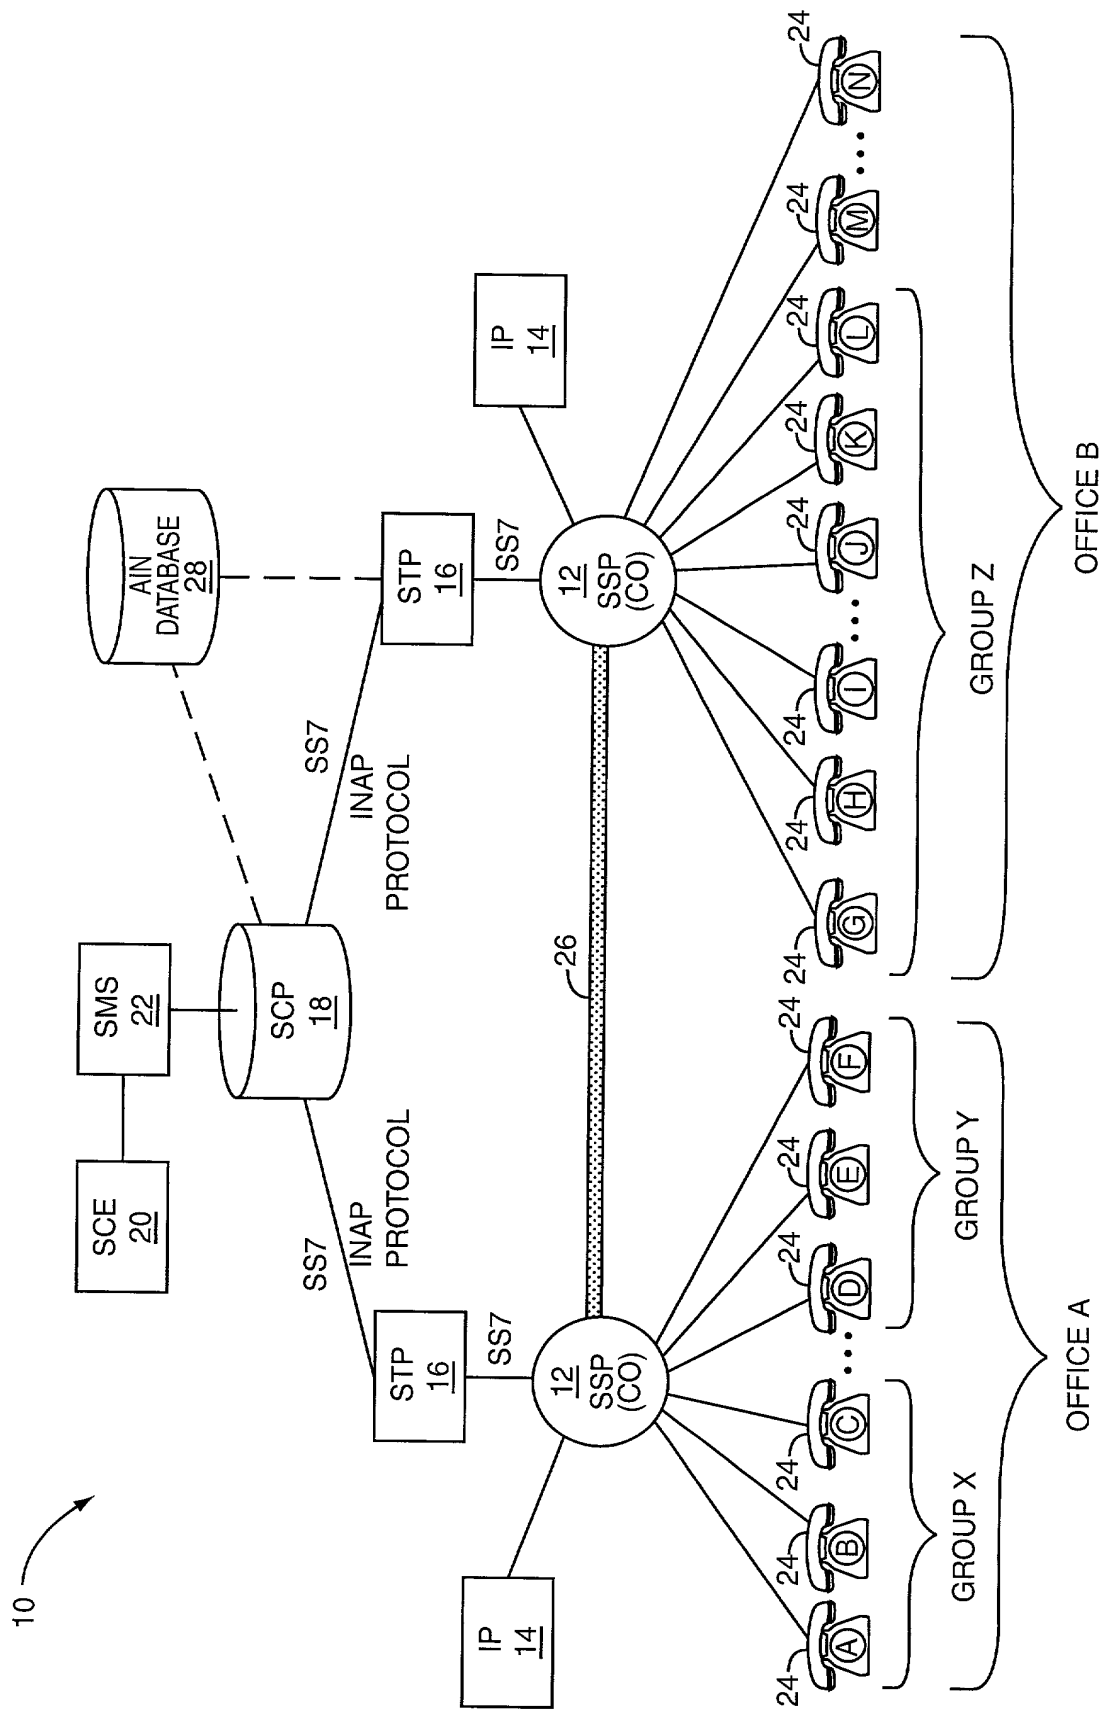 10
SCE
20
SMS
22
SCP
18
AIN
DATABASE
28
SS7
INAP
PROTOCOL
SS7
INAP
PROTOCOL
STP
16
STP
16
SS7
SS7
IP
14
IP
14
12
SSP
(CO)
26
12
SSP
(CO)
24
24
24
24
24
24
24
24
24
24
24
24
24
24
A
B
C
D
E
F
G
H
I
J
K
L
M
N
GROUP X
GROUP Y
GROUP Z
OFFICE A
OFFICE B